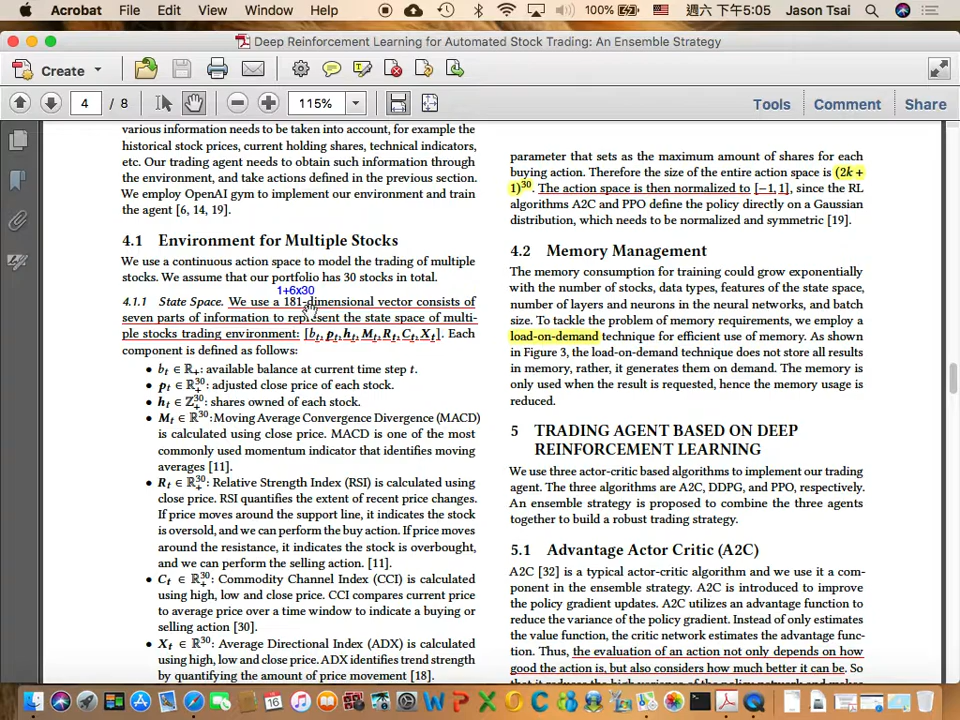 Acrobat File Edit View Window Help 100% 週六 下午5:05 Jason Tsai
Deep Reinforcement Learning for Automated Stock Trading: An Ensemble Strategy
Create
4 / 8 115% Tools Comment Share
various information needs to be taken into account, for example the
historical stock prices, current holding shares, technical indicators,
etc. Our trading agent needs to obtain such information through
the environment, and take actions defined in the previous section.
We employ OpenAI gym to implement our environment and train
the agent [6, 14, 19].
4.1 Environment for Multiple Stocks
We use a continuous action space to model the trading of multiple
stocks. We assume that our portfolio has 30 stocks in total.
1+6x30
4.1.1 State Space. We use a 181-dimensional vector consists of
seven parts of information to represent the state space of multi-
ple stocks trading environment: [bt, pt, ht, Mt, Rt, Ct, Xt]. Each
component is defined as follows:
• bt ∈ ℝ+: available balance at current time step t.
• pt ∈ ℝ+^30: adjusted close price of each stock.
• ht ∈ ℤ+^30: shares owned of each stock.
• Mt ∈ ℝ^30: Moving Average Convergence Divergence (MACD)
is calculated using close price. MACD is one of the most
commonly used momentum indicator that identifies moving
averages [11].
• Rt ∈ ℝ+^30: Relative Strength Index (RSI) is calculated using
close price. RSI quantifies the extent of recent price changes.
If price moves around the support line, it indicates the stock
is oversold, and we can perform the buy action. If price moves
around the resistance, it indicates the stock is overbought,
and we can perform the selling action. [11].
• Ct ∈ ℝ+^30: Commodity Channel Index (CCI) is calculated
using high, low and close price. CCI compares current price
to average price over a time window to indicate a buying or
selling action [30].
• Xt ∈ ℝ^30: Average Directional Index (ADX) is calculated
using high, low and close price. ADX identifies trend strength
by quantifying the amount of price movement [18].
parameter that sets as the maximum amount of shares for each
buying action. Therefore the size of the entire action space is (2k +
1)^30. The action space is then normalized to [−1, 1], since the RL
algorithms A2C and PPO define the policy directly on a Gaussian
distribution, which needs to be normalized and symmetric [19].
4.2 Memory Management
The memory consumption for training could grow exponentially
with the number of stocks, data types, features of the state space,
number of layers and neurons in the neural networks, and batch
size. To tackle the problem of memory requirements, we employ a
load-on-demand technique for efficient use of memory. As shown
in Figure 3, the load-on-demand technique does not store all results
in memory, rather, it generates them on demand. The memory is
only used when the result is requested, hence the memory usage is
reduced.
5 TRADING AGENT BASED ON DEEP
REINFORCEMENT LEARNING
We use three actor-critic based algorithms to implement our trading
agent. The three algorithms are A2C, DDPG, and PPO, respectively.
An ensemble strategy is proposed to combine the three agents
together to build a robust trading strategy.
5.1 Advantage Actor Critic (A2C)
A2C [32] is a typical actor-critic algorithm and we use it a com-
ponent in the ensemble strategy. A2C is introduced to improve
the policy gradient updates. A2C utilizes an advantage function to
reduce the variance of the policy gradient. Instead of only estimates
the value function, the critic network estimates the advantage func-
tion. Thus, the evaluation of an action not only depends on how
good the action is, but also considers how much better it can be. So